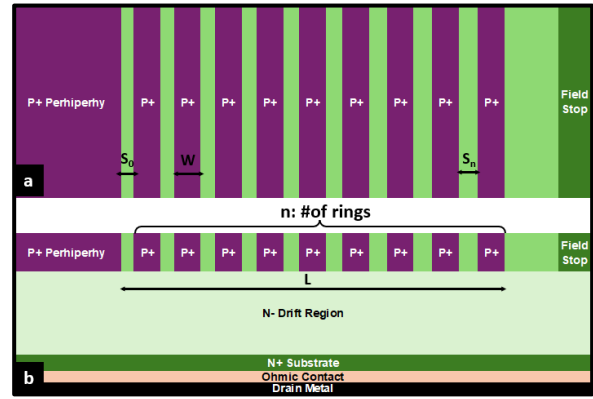 P+ Perhiperhy P+ P+ P+ P+ P+ P+ P+ P+ P+ Field
Stop
S0 W Sn
a
n: #of rings
P+ Perhiperhy P+ P+ P+ P+ P+ P+ P+ P+ P+ Field
Stop
L
N- Drift Region
N+ Substrate
b Ohmic Contact
Drain Metal